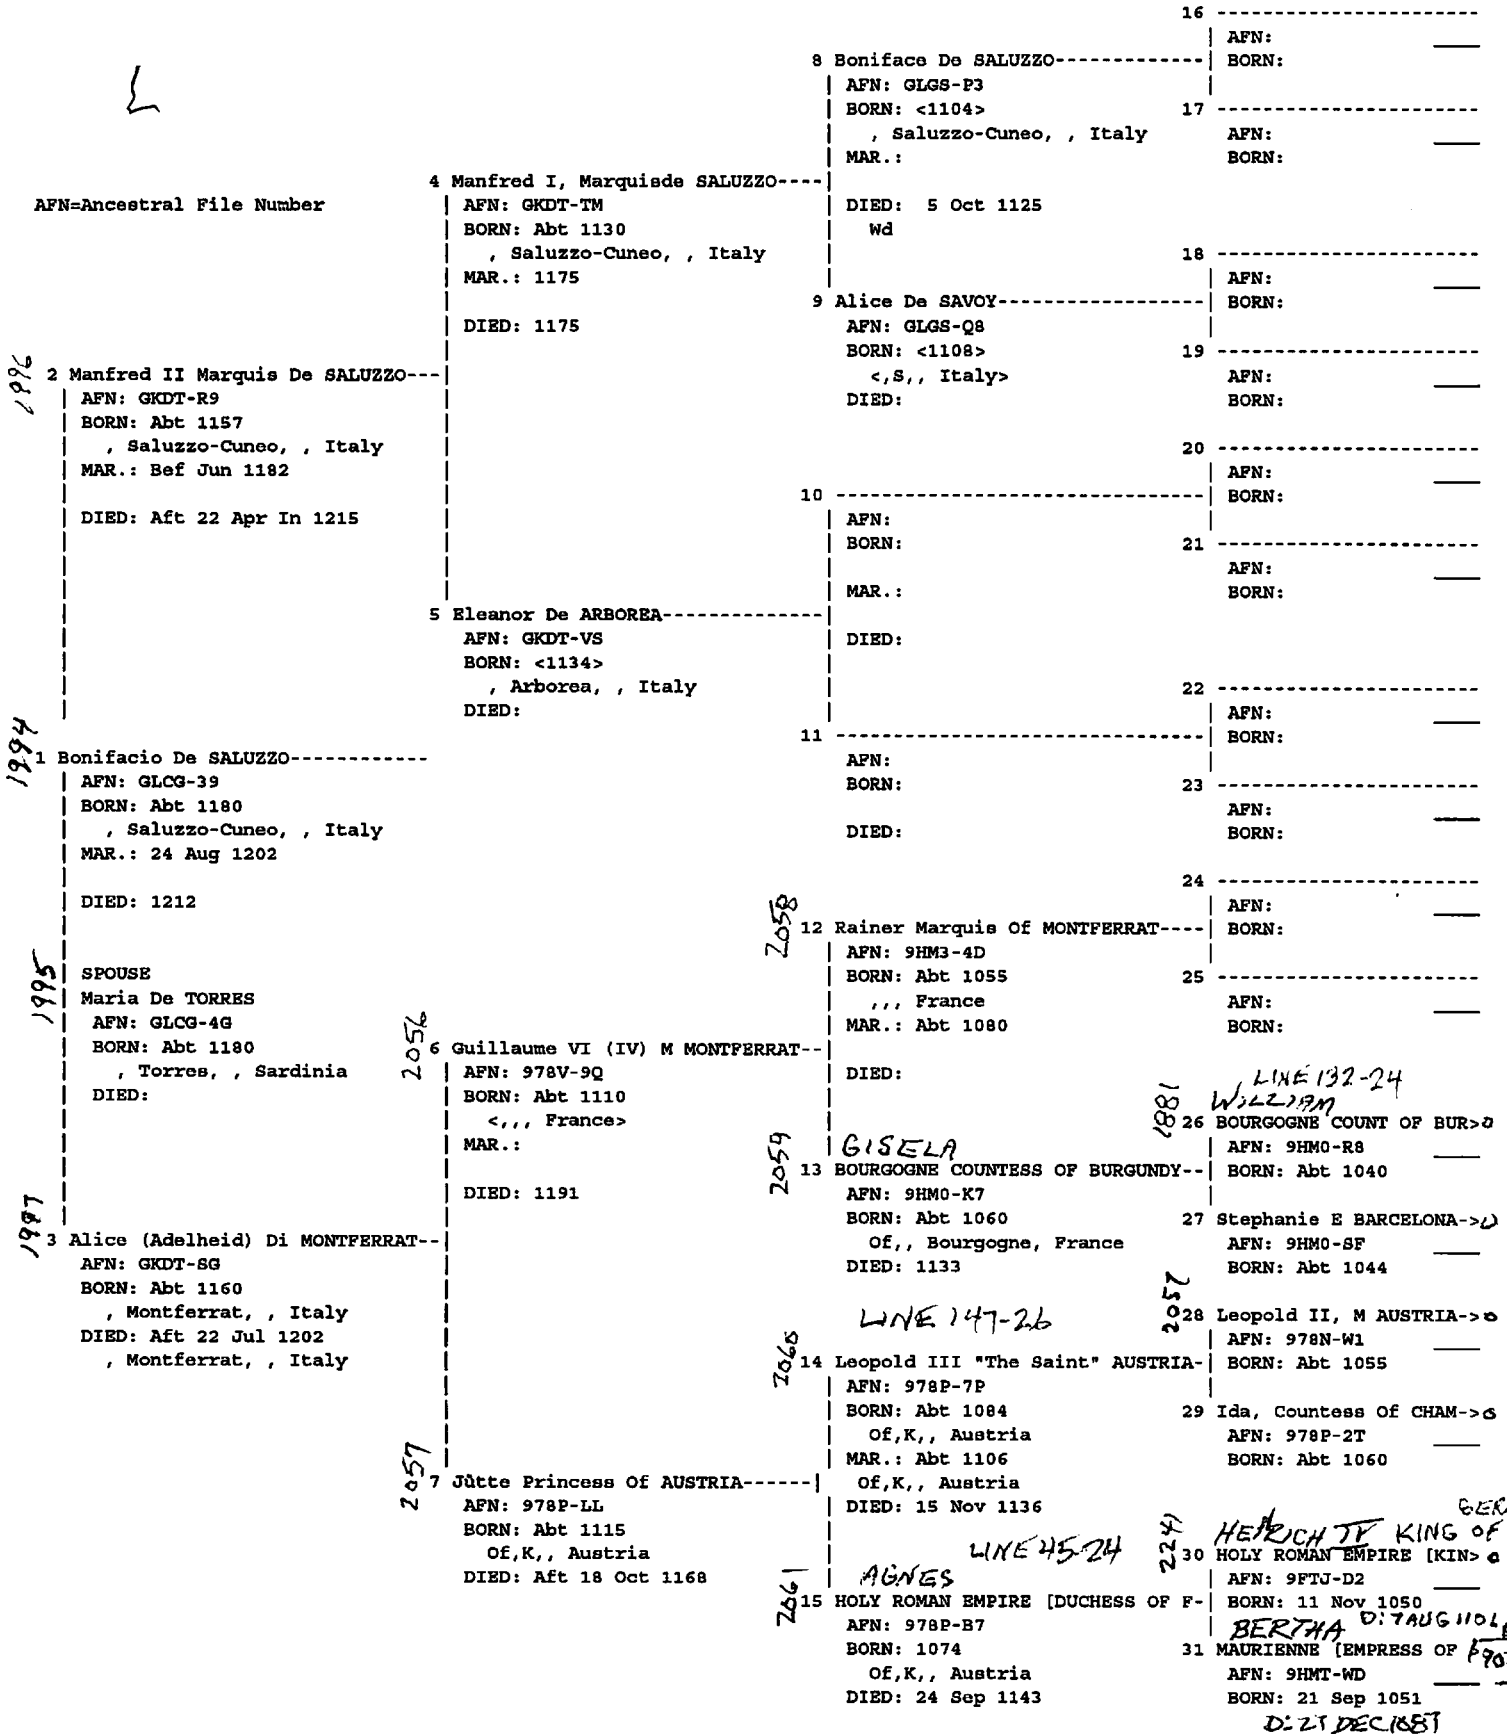 L
AFN=Ancestral File Number
1996
2 Manfred II Marquis De SALUZZO---
AFN: GKDT-R9
BORN: Abt 1157
, Saluzzo-Cuneo, , Italy
MAR.: Bef Jun 1182
DIED: Aft 22 Apr In 1215
1994
1 Bonifacio De SALUZZO------------
AFN: GLCG-39
BORN: Abt 1180
, Saluzzo-Cuneo, , Italy
MAR.: 24 Aug 1202
DIED: 1212
1995
SPOUSE
Maria De TORRES
AFN: GLCG-4G
BORN: Abt 1180
, Torres, , Sardinia
DIED:
1997
3 Alice (Adelheid) Di MONTFERRAT--
AFN: GKDT-SG
BORN: Abt 1160
, Montferrat, , Italy
DIED: Aft 22 Jul 1202
, Montferrat, , Italy
4 Manfred I, Marquisde SALUZZO----
AFN: GKDT-TM
BORN: Abt 1130
, Saluzzo-Cuneo, , Italy
MAR.: 1175
DIED: 1175
5 Eleanor De ARBOREA--------------
AFN: GKDT-VS
BORN: <1134>
, Arborea, , Italy
DIED:
2056
6 Guillaume VI (IV) M MONTFERRAT--
AFN: 978V-9Q
BORN: Abt 1110
<,,, France>
MAR.:
DIED: 1191
2057
7 Jûtte Princess Of AUSTRIA------
AFN: 978P-LL
BORN: Abt 1115
Of,K,, Austria
DIED: Aft 18 Oct 1168
8 Boniface De SALUZZO-------------
AFN: GLGS-P3
BORN: <1104>
, Saluzzo-Cuneo, , Italy
MAR.:
DIED: 5 Oct 1125
Wd
9 Alice De SAVOY------------------
AFN: GLGS-Q8
BORN: <1108>
<,S,, Italy>
DIED:
10 --------------------------------
AFN:
BORN:
MAR.:
DIED:
11 --------------------------------
AFN:
BORN:
DIED:
2058
12 Rainer Marquis Of MONTFERRAT----
AFN: 9HM3-4D
BORN: Abt 1055
,,, France
MAR.: Abt 1080
DIED:
2059
GISELA
13 BOURGOGNE COUNTESS OF BURGUNDY--
AFN: 9HM0-K7
BORN: Abt 1060
Of,, Bourgogne, France
DIED: 1133
LINE 147-26
2060
14 Leopold III "The Saint" AUSTRIA-
AFN: 978P-7P
BORN: Abt 1084
Of,K,, Austria
MAR.: Abt 1106
Of,K,, Austria
DIED: 15 Nov 1136
LINE 45-24
2061
AGNES
15 HOLY ROMAN EMPIRE [DUCHESS OF F-
AFN: 978P-B7
BORN: 1074
Of,K,, Austria
DIED: 24 Sep 1143
16 -----------------------
AFN:
BORN:
17 -----------------------
AFN:
BORN:
18 -----------------------
AFN:
BORN:
19 -----------------------
AFN:
BORN:
20 -----------------------
AFN:
BORN:
21 -----------------------
AFN:
BORN:
22 -----------------------
AFN:
BORN:
23 -----------------------
AFN:
BORN:
24 -----------------------
AFN:
BORN:
25 -----------------------
AFN:
BORN:
LINE 132-24
1881
WILLIAM
26 BOURGOGNE COUNT OF BUR>
AFN: 9HM0-R8
BORN: Abt 1040
27 Stephanie E BARCELONA->
AFN: 9HM0-SF
BORN: Abt 1044
28 Leopold II, M AUSTRIA->
AFN: 978N-W1
BORN: Abt 1055
29 Ida, Countess Of CHAM->
AFN: 978P-2T
BORN: Abt 1060
GER
2241
HENRICH IV KING OF
30 HOLY ROMAN EMPIRE [KIN>
AFN: 9FTJ-D2
BORN: 11 Nov 1050
D: 7 AUG 1106
BERTHA
31 MAURIENNE [EMPRESS OF
AFN: 9HMT-WD
BORN: 21 Sep 1051
D: 27 DEC 1087